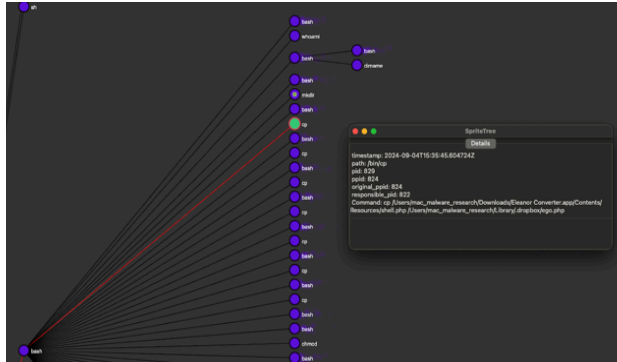 sh
bash
whoami
bash
bash
dirname
bash
mkdir
bash
cp
bash
cp
bash
cp
bash
cp
bash
cp
bash
cp
bash
cp
bash
bash
chmod
bash
bash
SpriteTree
Details
timestamp: 2024-09-04T15:35:45.604724Z
path: /bin/cp
pid: 829
ppid: 824
original_ppid: 824
responsible_pid: 822
Command: cp /Users/mac_malware_research/Downloads/Eleanor Converter.app/Contents/
Resources/shell.php /Users/mac_malware_research/Library/.dropbox/ego.php